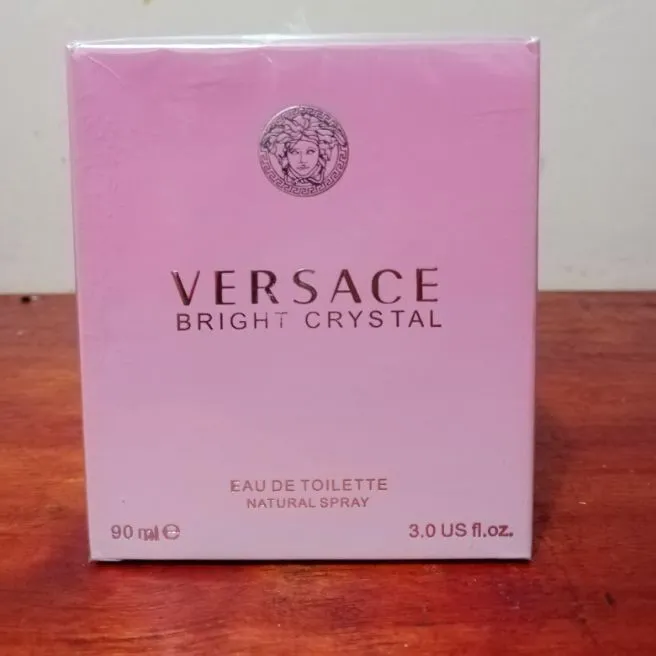 VERSACE
BRIGHT CRYSTAL
EAU DE TOILETTE
NATURAL SPRAY
90 ml ℮ 3.0 US fl.oz.